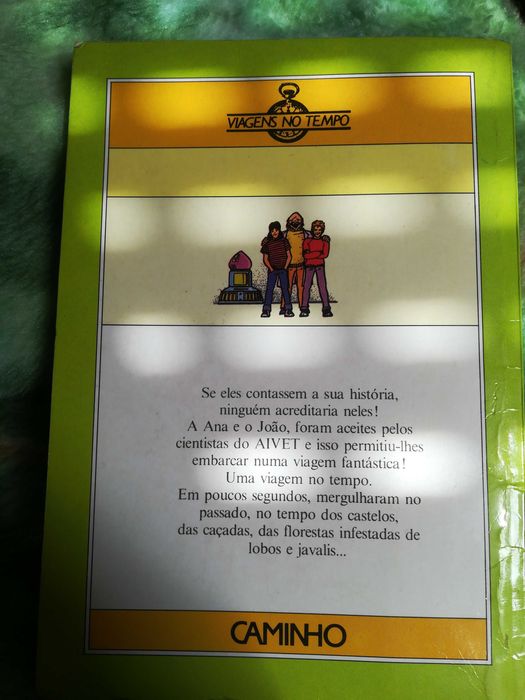 VIAGENS NO TEMPO
Se eles contassem a sua história,
ninguém acreditaria neles!
A Ana e o João, foram aceites pelos
cientistas do AIVET e isso permitiu-lhes
embarcar numa viagem fantástica!
Uma viagem no tempo.
Em poucos segundos, mergulharam no
passado, no tempo dos castelos,
das caçadas, das florestas infestadas de
lobos e javalis...
CAMINHO